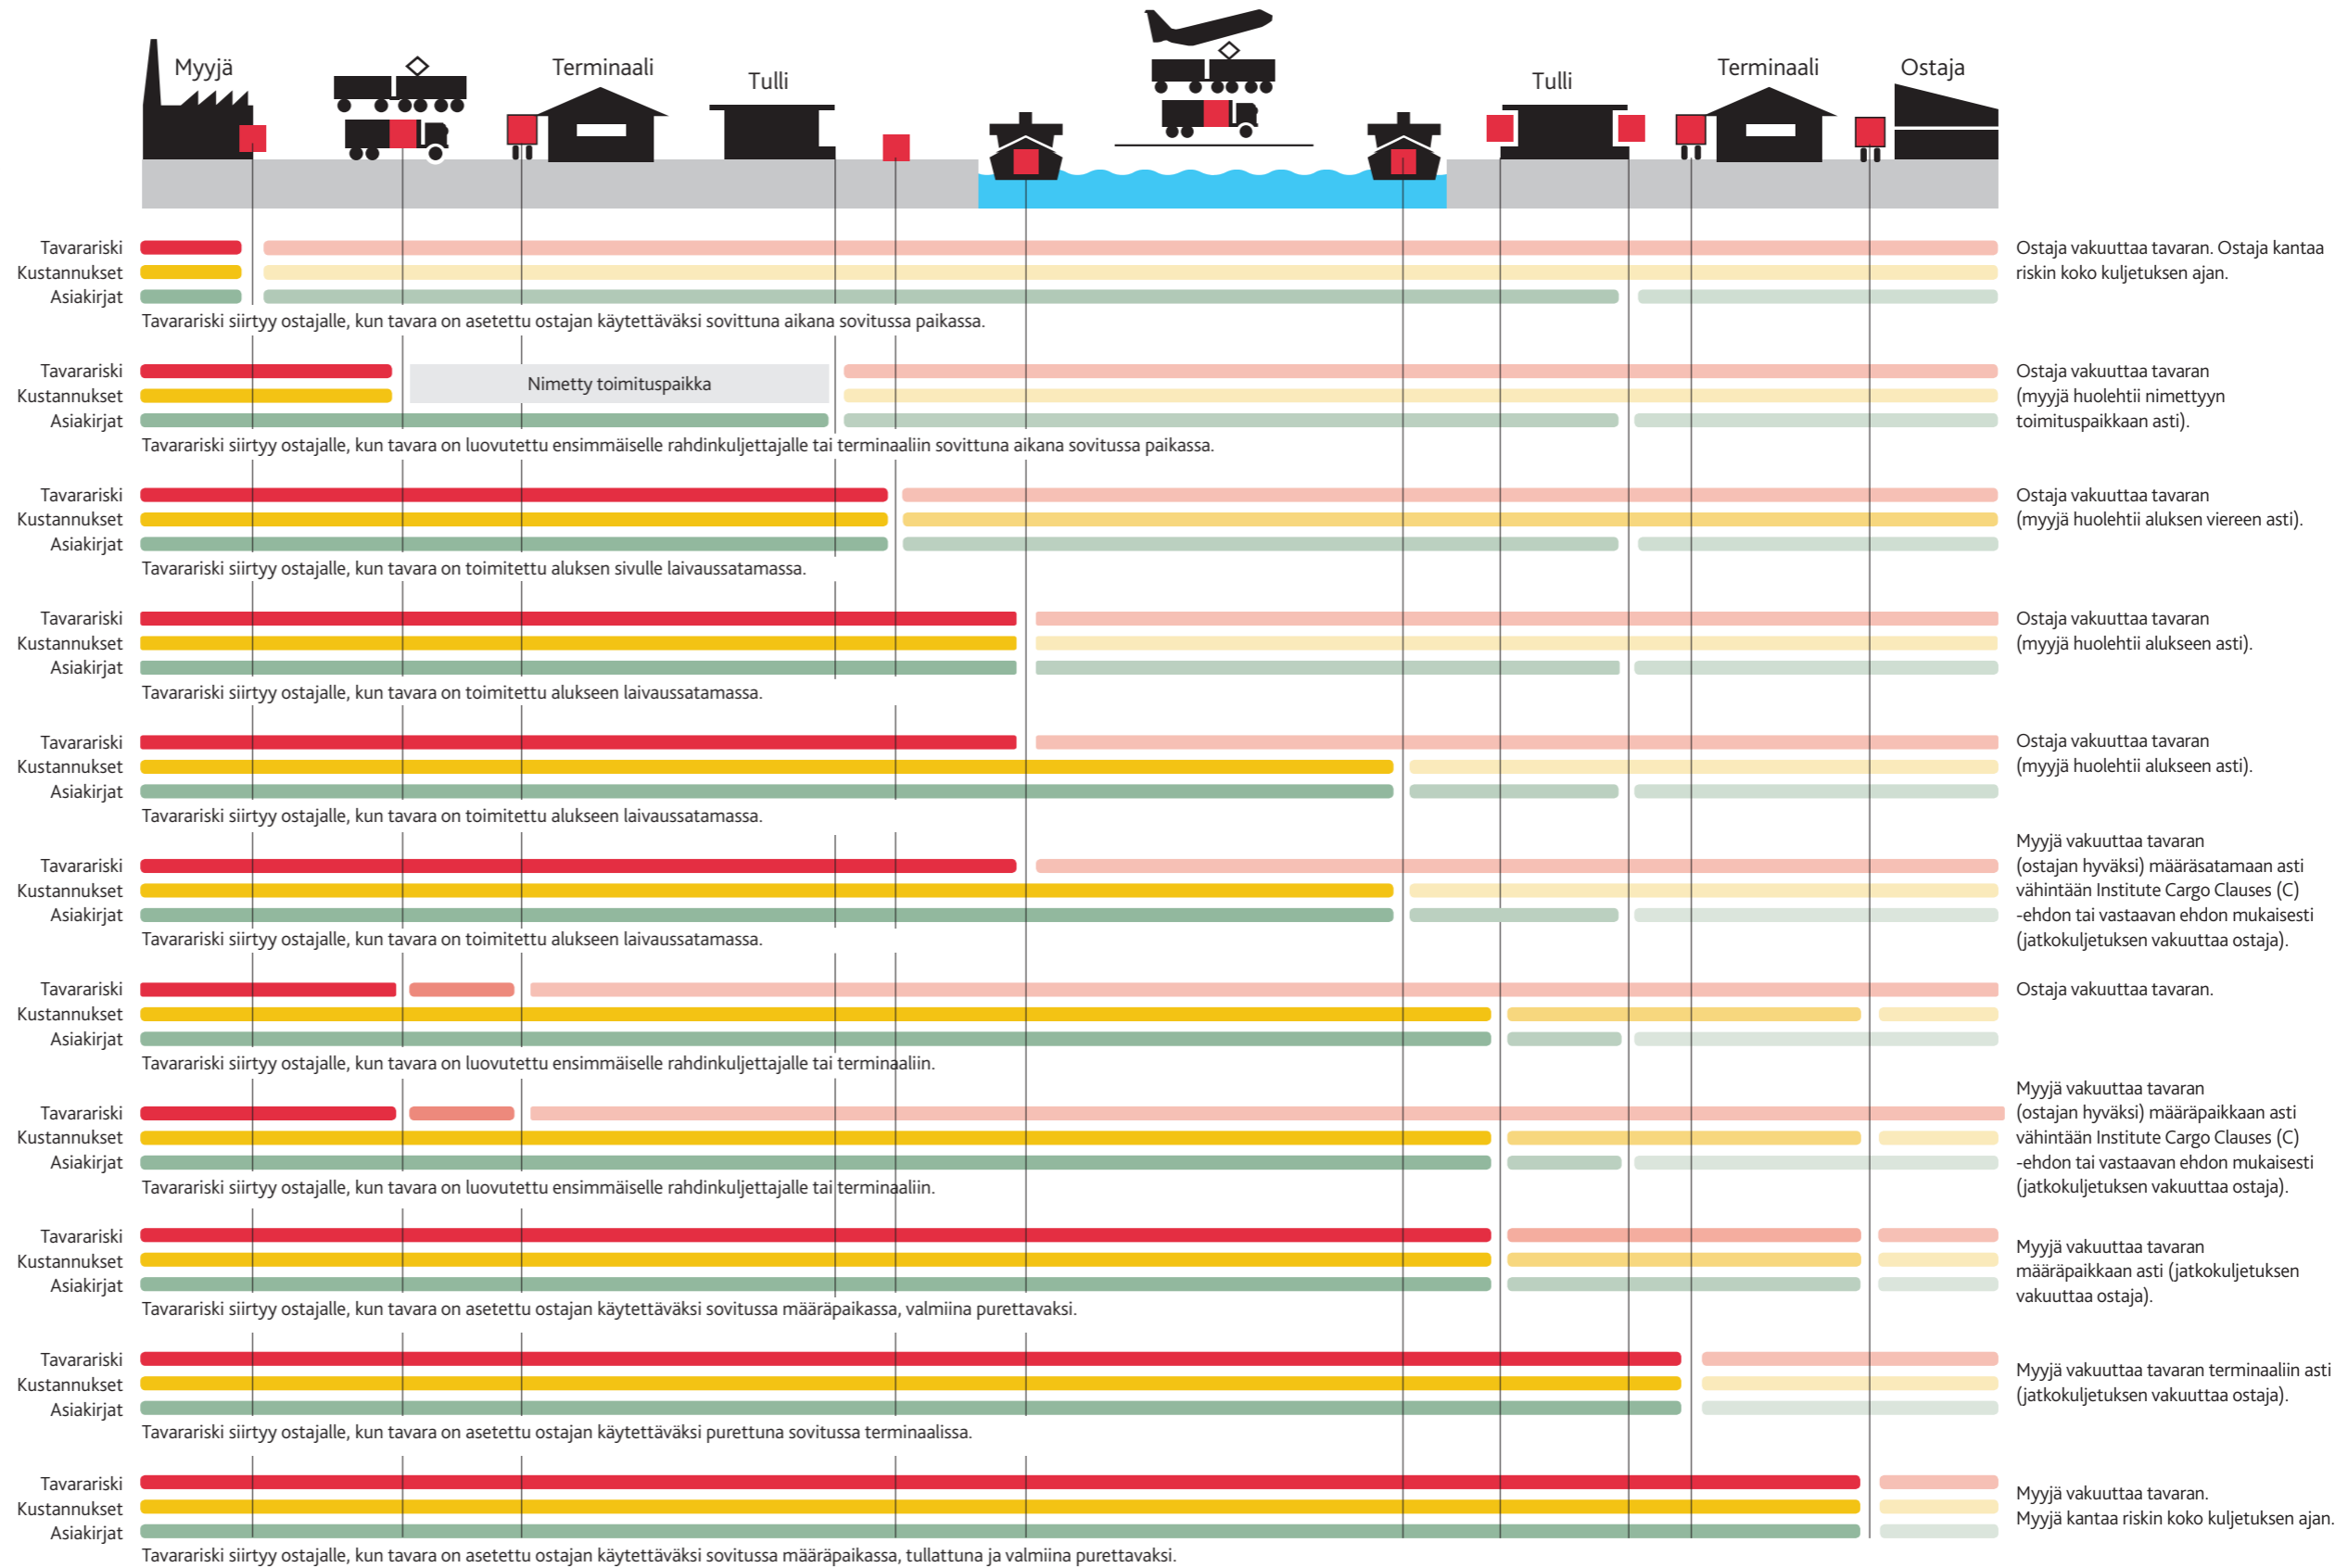 Myyjä
Terminaali
Tulli
Tulli
Terminaali
Ostaja
Tavarariski
Kustannukset
Asiakirjat
Ostaja vakuuttaa tavaran. Ostaja kantaa
riskin koko kuljetuksen ajan.
Tavarariski siirtyy ostajalle, kun tavara on asetettu ostajan käytettäväksi sovittuna aikana sovitussa paikassa.
Tavarariski
Kustannukset
Asiakirjat
Nimetty toimituspaikka
Ostaja vakuuttaa tavaran
(myyjä huolehtii nimettyyn
toimituspaikkaan asti).
Tavarariski siirtyy ostajalle, kun tavara on luovutettu ensimmäiselle rahdinkuljettajalle tai terminaaliin sovittuna aikana sovitussa paikassa.
Tavarariski
Kustannukset
Asiakirjat
Ostaja vakuuttaa tavaran
(myyjä huolehtii aluksen viereen asti).
Tavarariski siirtyy ostajalle, kun tavara on toimitettu aluksen sivulle laivaussatamassa.
Tavarariski
Kustannukset
Asiakirjat
Ostaja vakuuttaa tavaran
(myyjä huolehtii alukseen asti).
Tavarariski siirtyy ostajalle, kun tavara on toimitettu alukseen laivaussatamassa.
Tavarariski
Kustannukset
Asiakirjat
Ostaja vakuuttaa tavaran
(myyjä huolehtii alukseen asti).
Tavarariski siirtyy ostajalle, kun tavara on toimitettu alukseen laivaussatamassa.
Tavarariski
Kustannukset
Asiakirjat
Myyjä vakuuttaa tavaran
(ostajan hyväksi) määräsatamaan asti
vähintään Institute Cargo Clauses (C)
-ehdon tai vastaavan ehdon mukaisesti
(jatkokuljetuksen vakuuttaa ostaja).
Tavarariski siirtyy ostajalle, kun tavara on toimitettu alukseen laivaussatamassa.
Tavarariski
Kustannukset
Asiakirjat
Ostaja vakuuttaa tavaran.
Tavarariski siirtyy ostajalle, kun tavara on luovutettu ensimmäiselle rahdinkuljettajalle tai terminaaliin.
Tavarariski
Kustannukset
Asiakirjat
Myyjä vakuuttaa tavaran
(ostajan hyväksi) määräpaikkaan asti
vähintään Institute Cargo Clauses (C)
-ehdon tai vastaavan ehdon mukaisesti
(jatkokuljetuksen vakuuttaa ostaja).
Tavarariski siirtyy ostajalle, kun tavara on luovutettu ensimmäiselle rahdinkuljettajalle tai terminaaliin.
Tavarariski
Kustannukset
Asiakirjat
Myyjä vakuuttaa tavaran
määräpaikkaan asti (jatkokuljetuksen
vakuuttaa ostaja).
Tavarariski siirtyy ostajalle, kun tavara on asetettu ostajan käytettäväksi sovitussa määräpaikassa, valmiina purettavaksi.
Tavarariski
Kustannukset
Asiakirjat
Myyjä vakuuttaa tavaran terminaaliin asti
(jatkokuljetuksen vakuuttaa ostaja).
Tavarariski siirtyy ostajalle, kun tavara on asetettu ostajan käytettäväksi purettuna sovitussa terminaalissa.
Tavarariski
Kustannukset
Asiakirjat
Myyjä vakuuttaa tavaran.
Myyjä kantaa riskin koko kuljetuksen ajan.
Tavarariski siirtyy ostajalle, kun tavara on asetettu ostajan käytettäväksi sovitussa määräpaikassa, tullattuna ja valmiina purettavaksi.